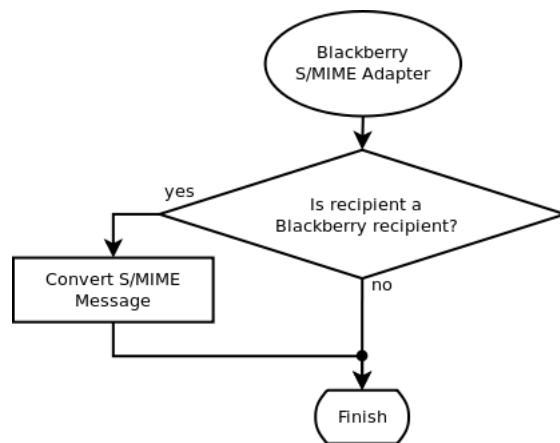 Blackberry
S/MIME Adapter
Is recipient a
Blackberry recipient?
yes
no
Convert S/MIME
Message
Finish